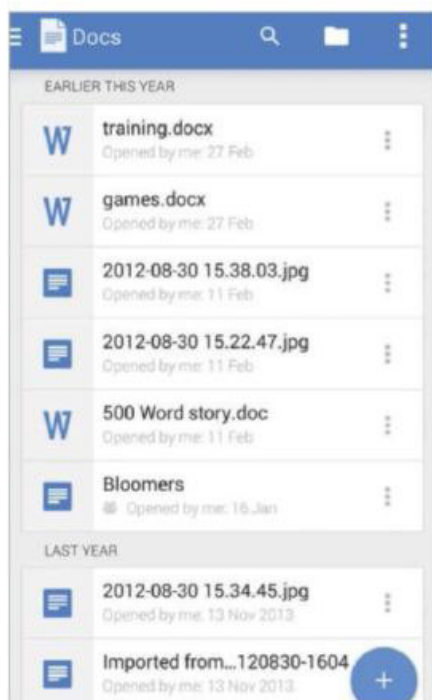 Docs
EARLIER THIS YEAR
training.docx
Opened by me: 27 Feb
games.docx
Opened by me: 27 Feb
2012-08-30 15.38.03.jpg
Opened by me: 11 Feb
2012-08-30 15.22.47.jpg
Opened by me: 11 Feb
500 Word story.doc
Opened by me: 11 Feb
Bloomers
Opened by me: 16 Jan
LAST YEAR
2012-08-30 15.34.45.jpg
Opened by me: 13 Nov 2013
Imported from...120830-1604
Opened by me: 13 Nov 2013